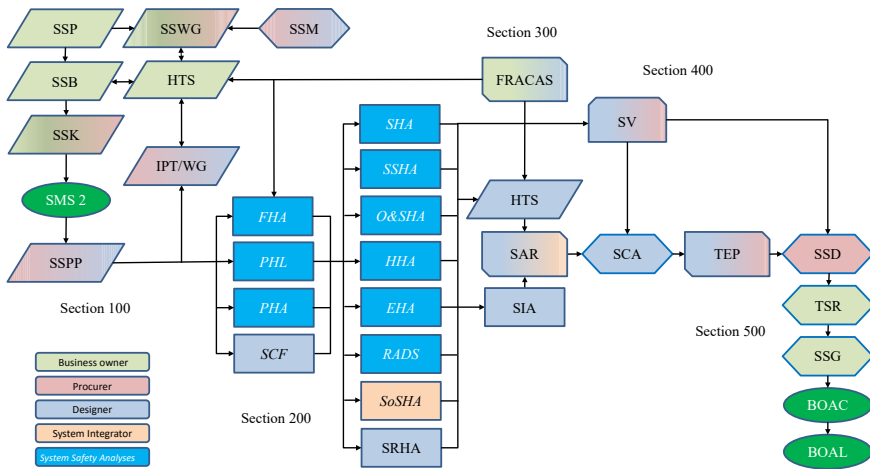 SSP
SSWG
SSM
Section 300
SSB
HTS
FRACAS
Section 400
SSK
IPT/WG
SHA
SV
SMS 2
SSHA
FHA
O&SHA
HTS
SSPP
PHL
HHA
SAR
SCA
TEP
SSD
Section 100
PHA
EHA
SIA
TSR
SCF
RADS
Section 500
SSG
Business owner
Procurer
Designer
System Integrator
System Safety Analyses
Section 200
SoSHA
SRHA
BOAC
BOAL